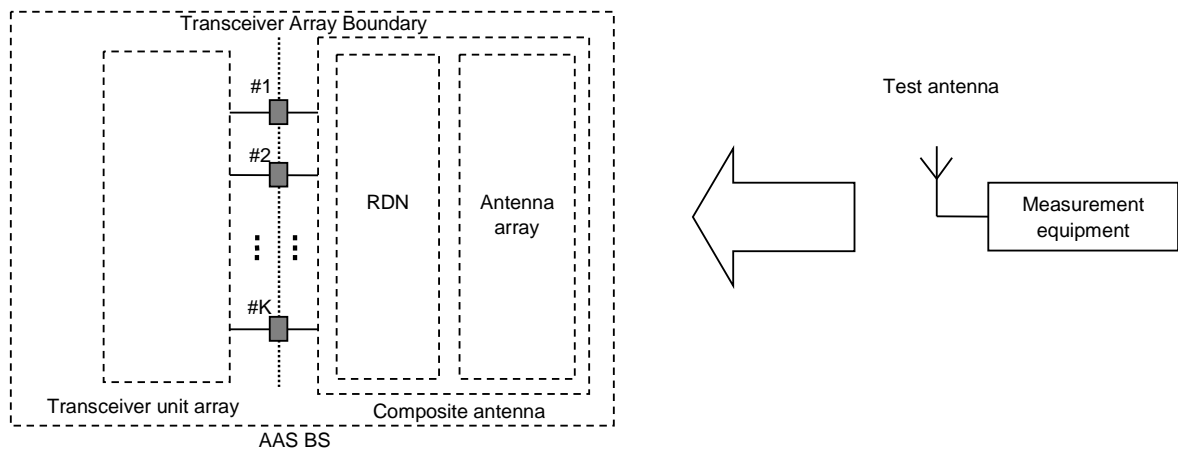 Transceiver Array Boundary
#1
#2
#K
RDN
Antenna
array
Transceiver unit array
Composite antenna
AAS BS
Test antenna
Measurement
equipment